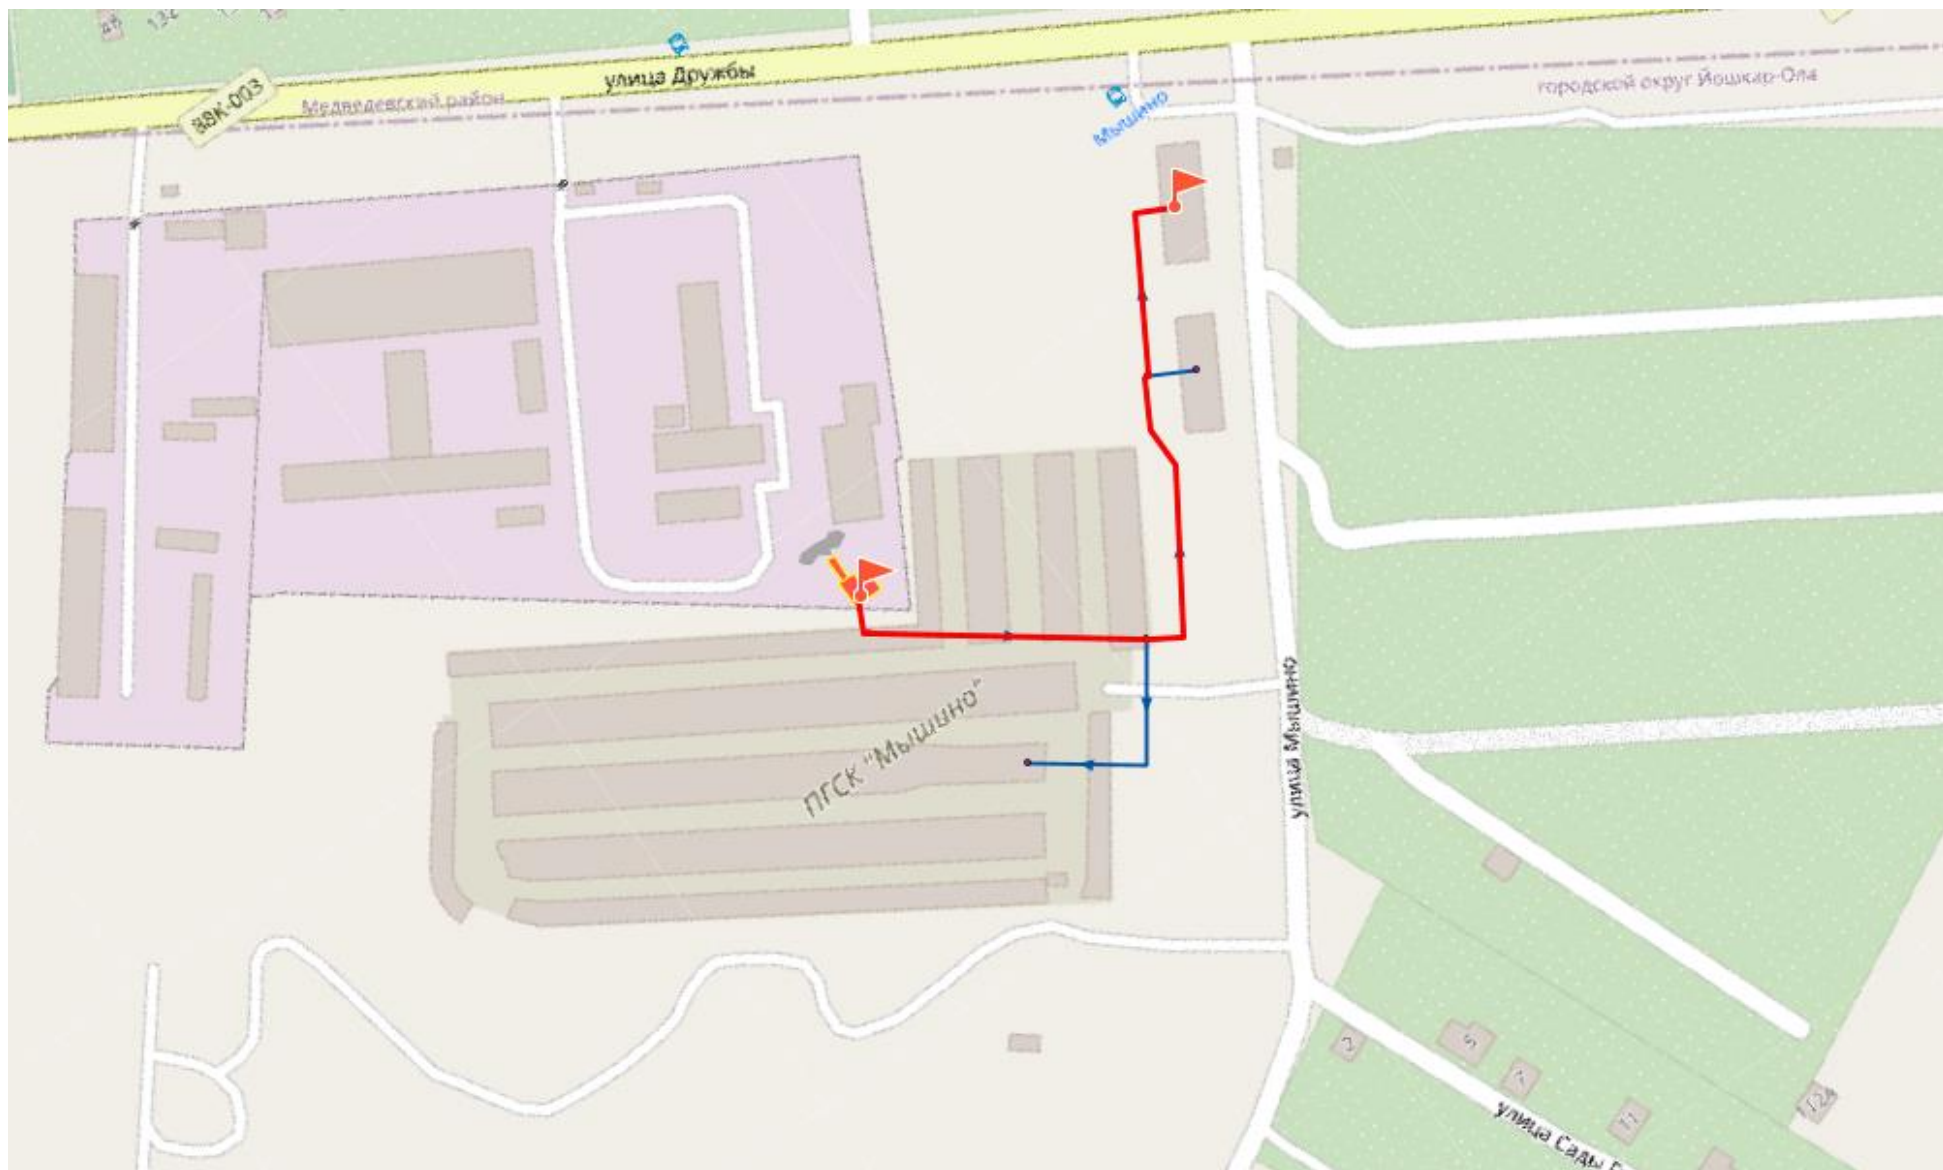 улица Дружбы
88К-003
Медведевский район
городской округ Йошкар-Ола
Мышино
ПГСК "Мышино"
улица Мышино
2
5
7
11
12а
улица Сады